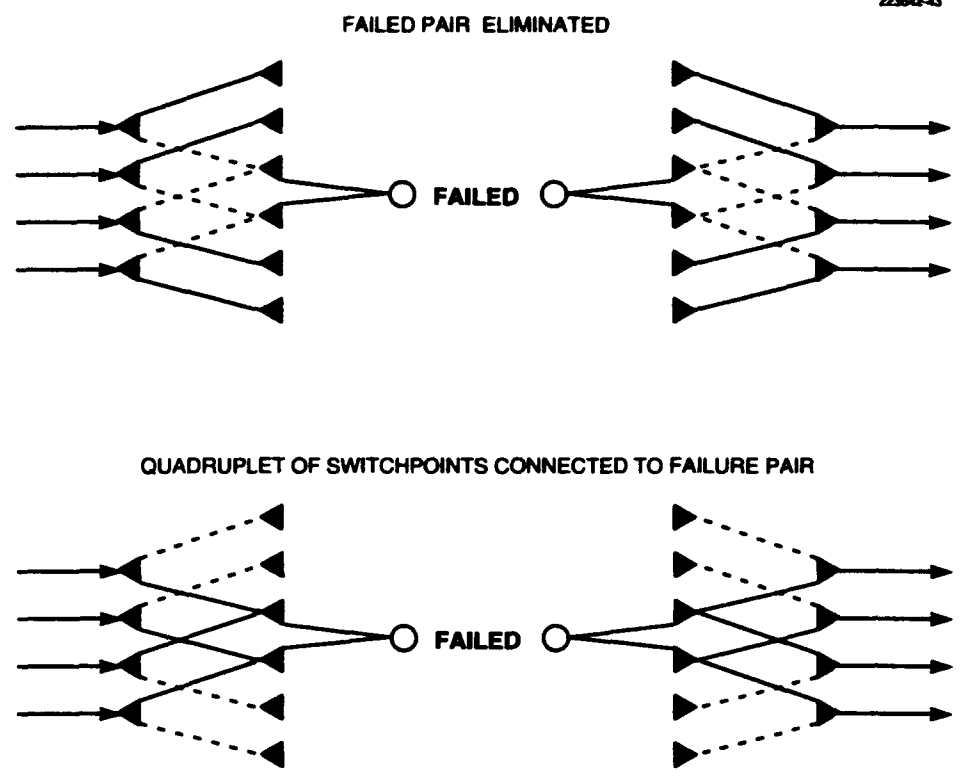 FAILED PAIR ELIMINATED
FAILED
QUADRUPLET OF SWITCHPOINTS CONNECTED TO FAILURE PAIR
FAILED